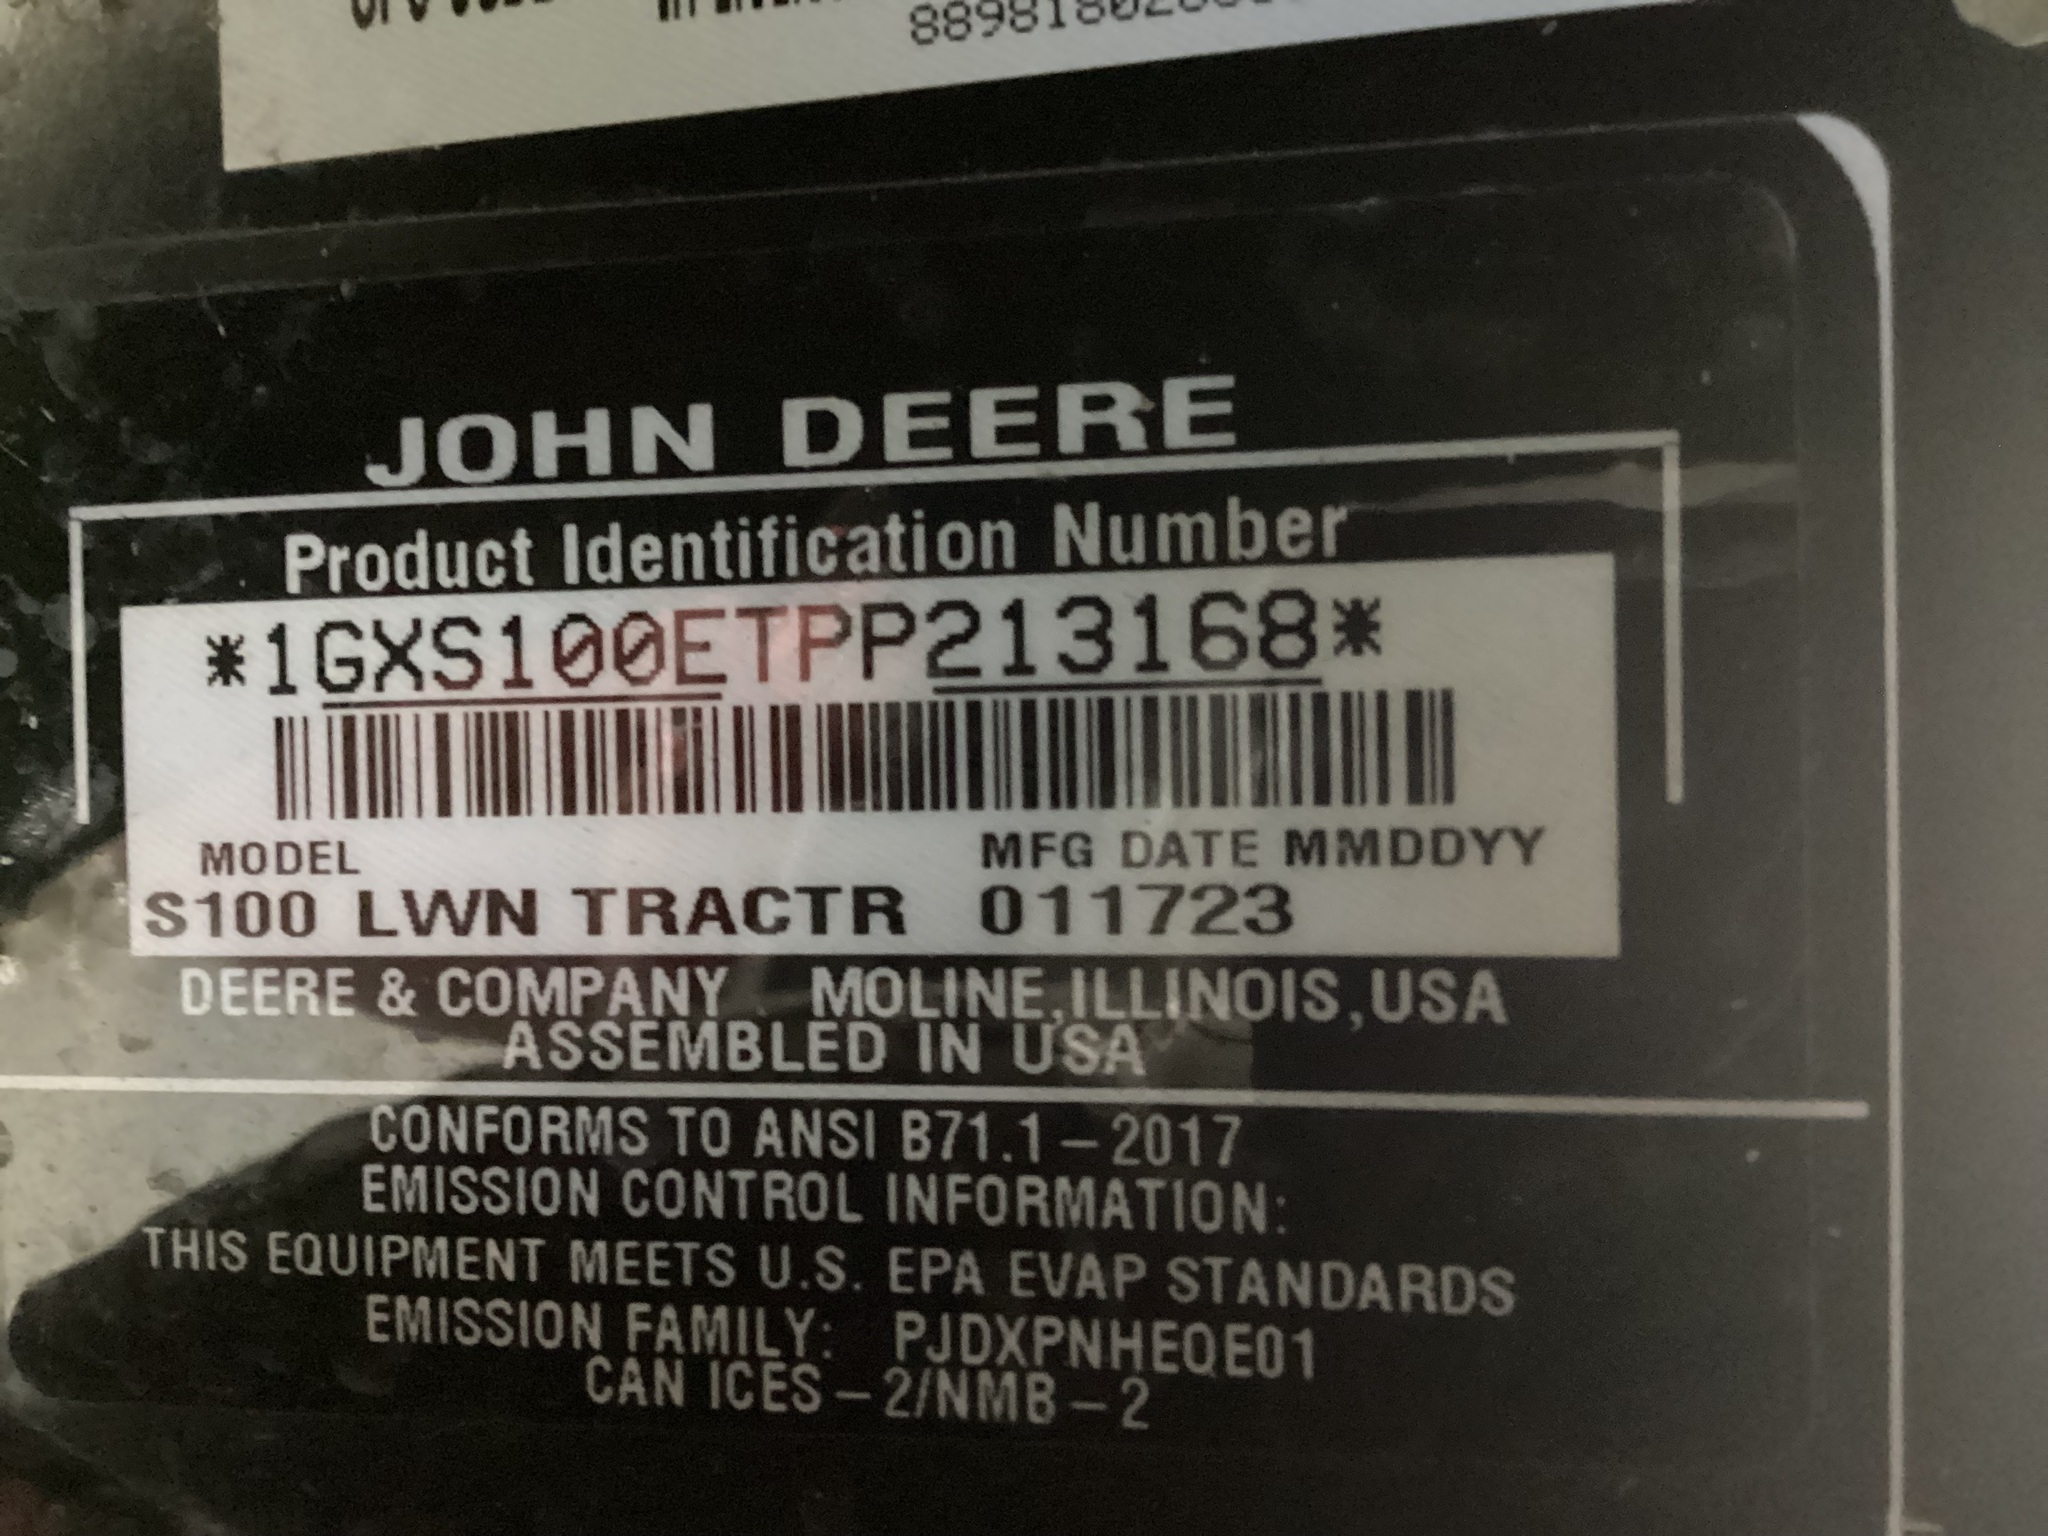 JOHN DEERE
Product Identification Number
*1GXS100ETPP213168*
MODEL MFG DATE MMDDYY
S100 LWN TRACTR 011723
DEERE & COMPANY MOLINE, ILLINOIS, USA
ASSEMBLED IN USA
CONFORMS TO ANSI B71.1-2017
EMISSION CONTROL INFORMATION:
THIS EQUIPMENT MEETS U.S. EPA EVAP STANDARDS
EMISSION FAMILY: PJDXPNHEQE01
CAN ICES-2/NMB-2